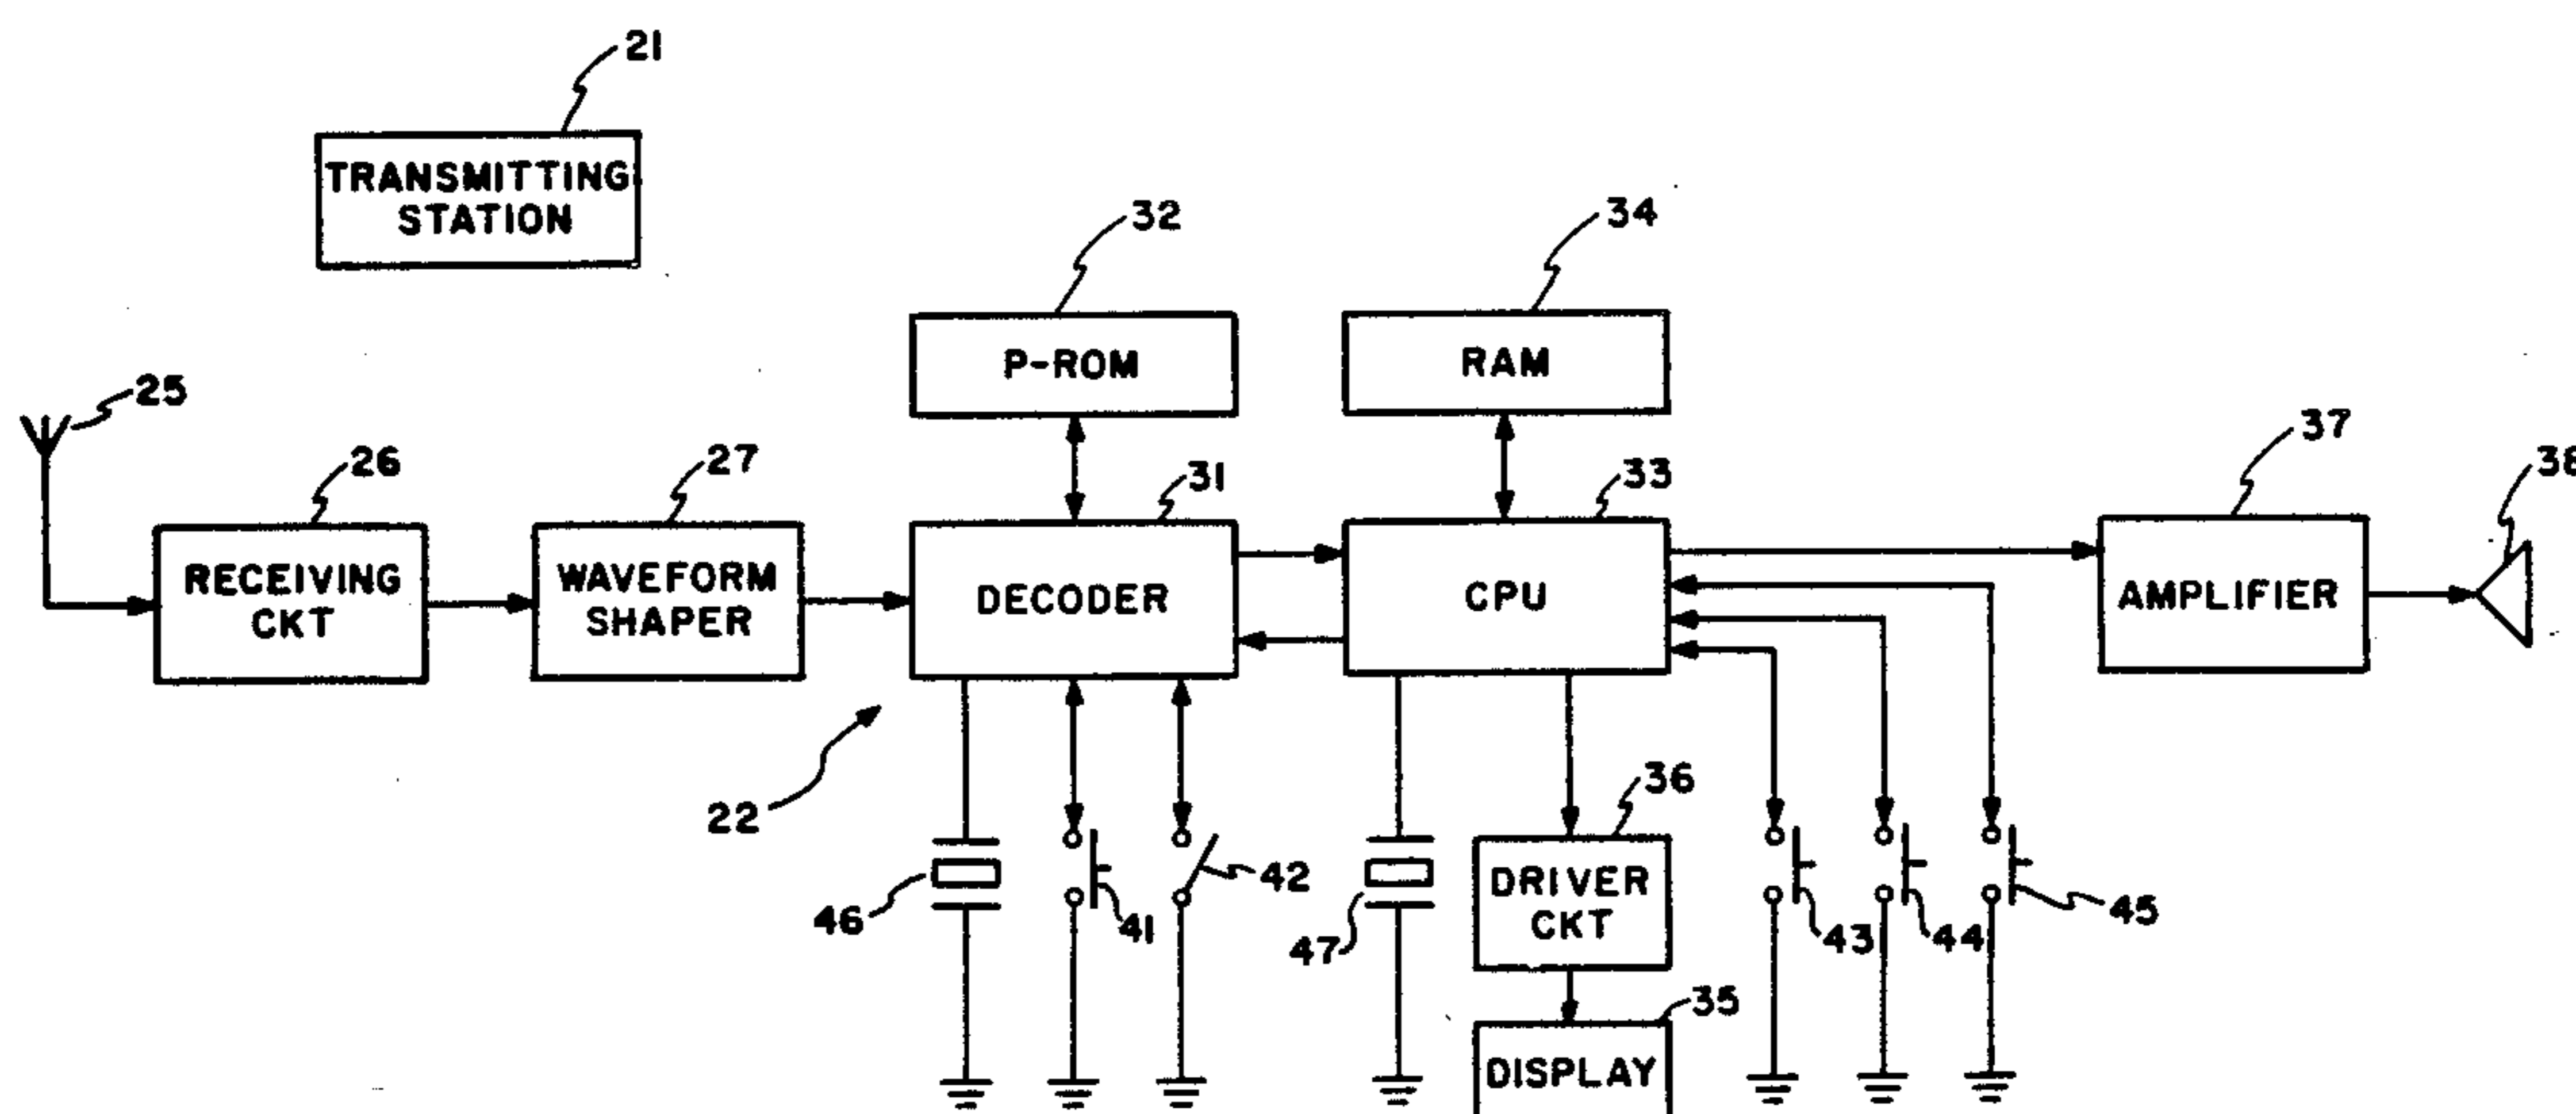 21
TRANSMITTING
STATION
32
34
P-ROM
RAM
25
26
27
31
33
37
38
RECEIVING
CKT
WAVEFORM
SHAPER
DECODER
CPU
AMPLIFIER
22
36
46
41
42
47
DRIVER
CKT
43
44
45
35
DISPLAY